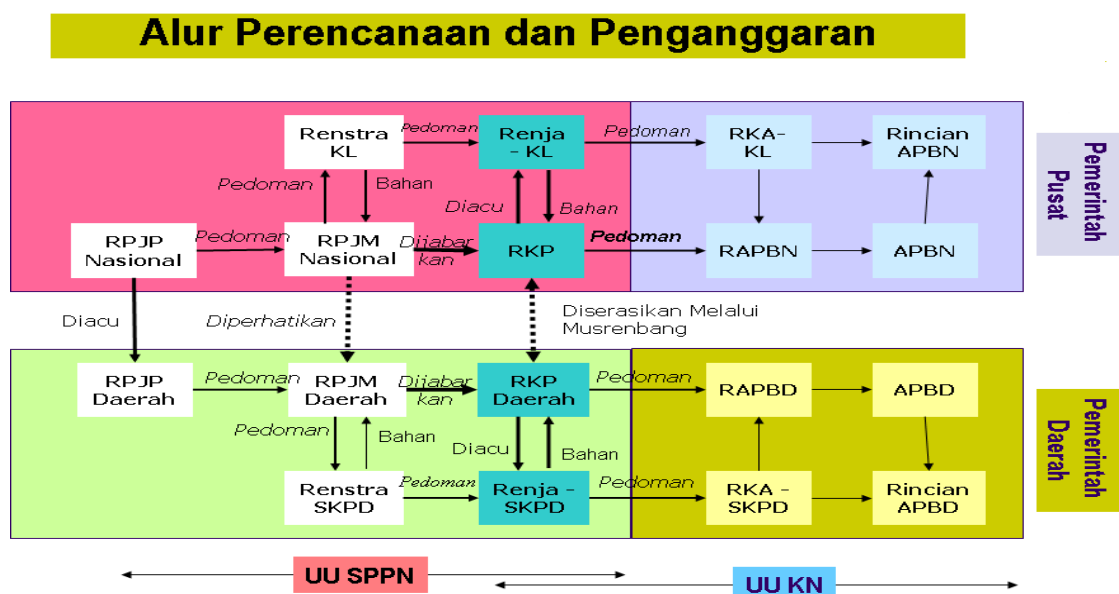 Alur Perencanaan dan Penganggaran
Renstra
KL
Pedoman
Renja
- KL
Pedoman
RKA-
KL
Rincian
APBN
Pedoman
Bahan
Diacu
Bahan
RPJP
Nasional
Pedoman
RPJM
Nasional
Dijabar
kan
RKP
Pedoman
RAPBN
APBN
Pemerintah
Pusat
Diacu
Diperhatikan
Diserasikan Melalui
Musrenbang
RPJP
Daerah
Pedoman
RPJM
Daerah
Dijabar
kan
RKP
Daerah
Pedoman
RAPBD
APBD
Pedoman
Bahan
Diacu
Bahan
Renstra
SKPD
Pedoman
Renja -
SKPD
Pedoman
RKA -
SKPD
Rincian
APBD
Pemerintah
Daerah
UU SPPN
UU KN